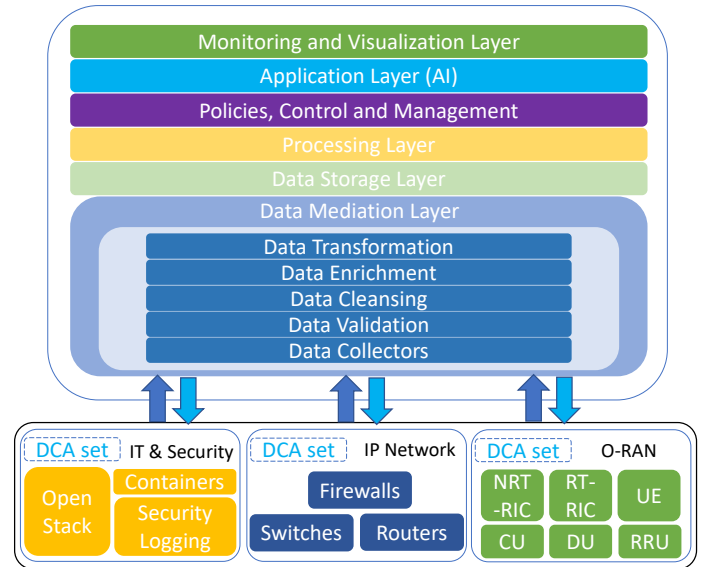 Monitoring and Visualization Layer
Application Layer (AI)
Policies, Control and Management
Processing Layer
Data Storage Layer
Data Mediation Layer
Data Transformation
Data Enrichment
Data Cleansing
Data Validation
Data Collectors
DCA set IT & Security
Open
Stack
Containers
Security
Logging
DCA set IP Network
Firewalls
Switches Routers
DCA set O-RAN
NRT
-RIC
RT-
RIC
UE
CU DU RRU